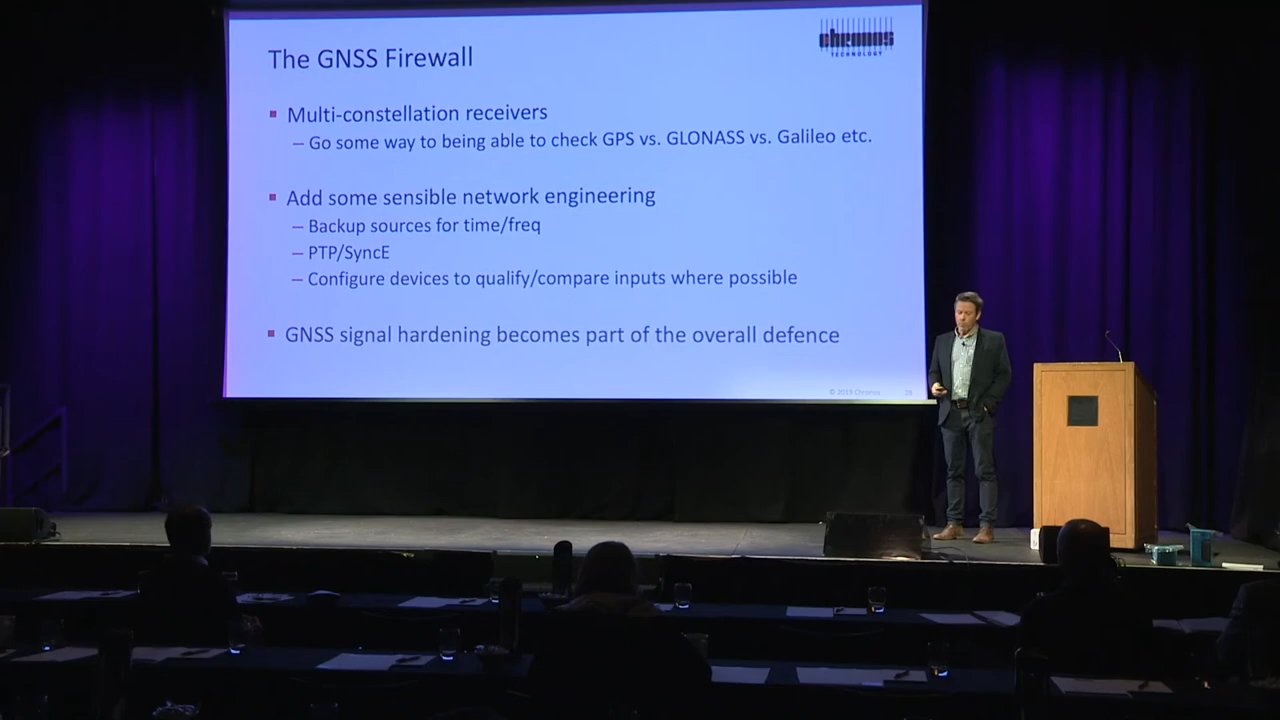 The GNSS Firewall
chronos
TECHNOLOGY
▪ Multi-constellation receivers
– Go some way to being able to check GPS vs. GLONASS vs. Galileo etc.
▪ Add some sensible network engineering
– Backup sources for time/freq
– PTP/SyncE
– Configure devices to qualify/compare inputs where possible
▪ GNSS signal hardening becomes part of the overall defence